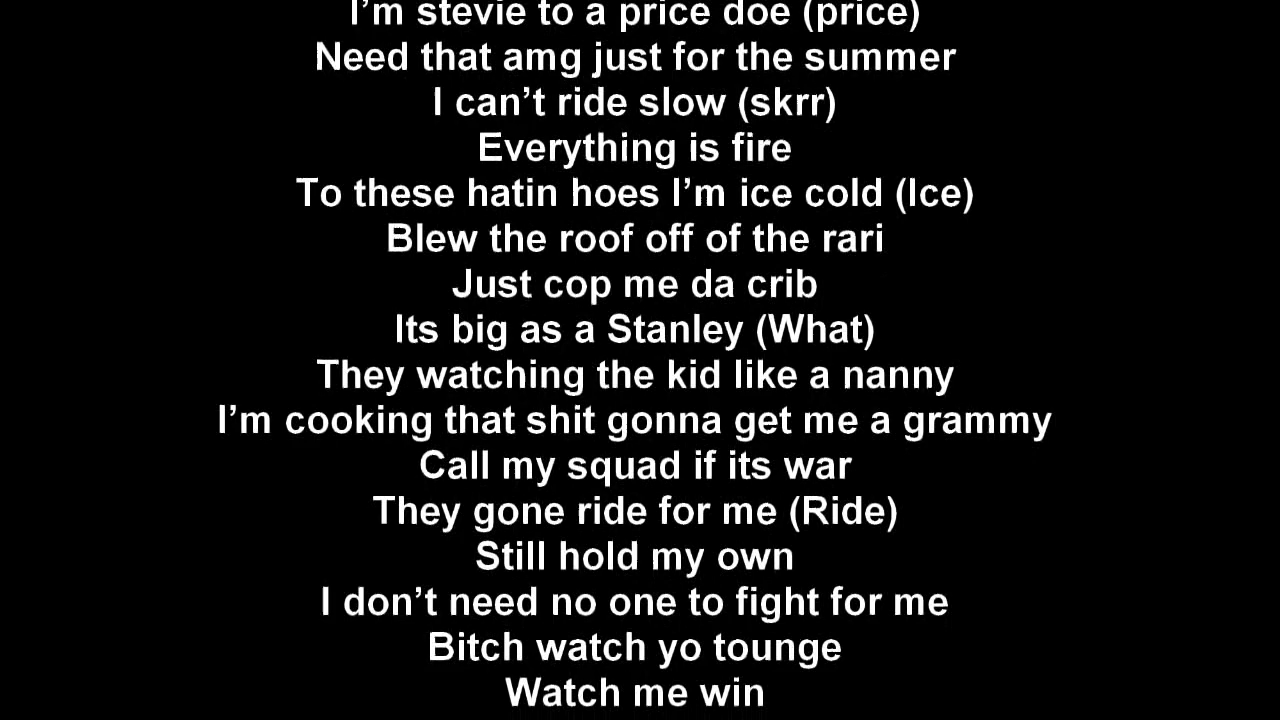 I’m stevie to a price doe (price)
Need that amg just for the summer
I can’t ride slow (skrr)
Everything is fire
To these hatin hoes I’m ice cold (Ice)
Blew the roof off of the rari
Just cop me da crib
Its big as a Stanley (What)
They watching the kid like a nanny
I’m cooking that shit gonna get me a grammy
Call my squad if its war
They gone ride for me (Ride)
Still hold my own
I don’t need no one to fight for me
Bitch watch yo tounge
Watch me win